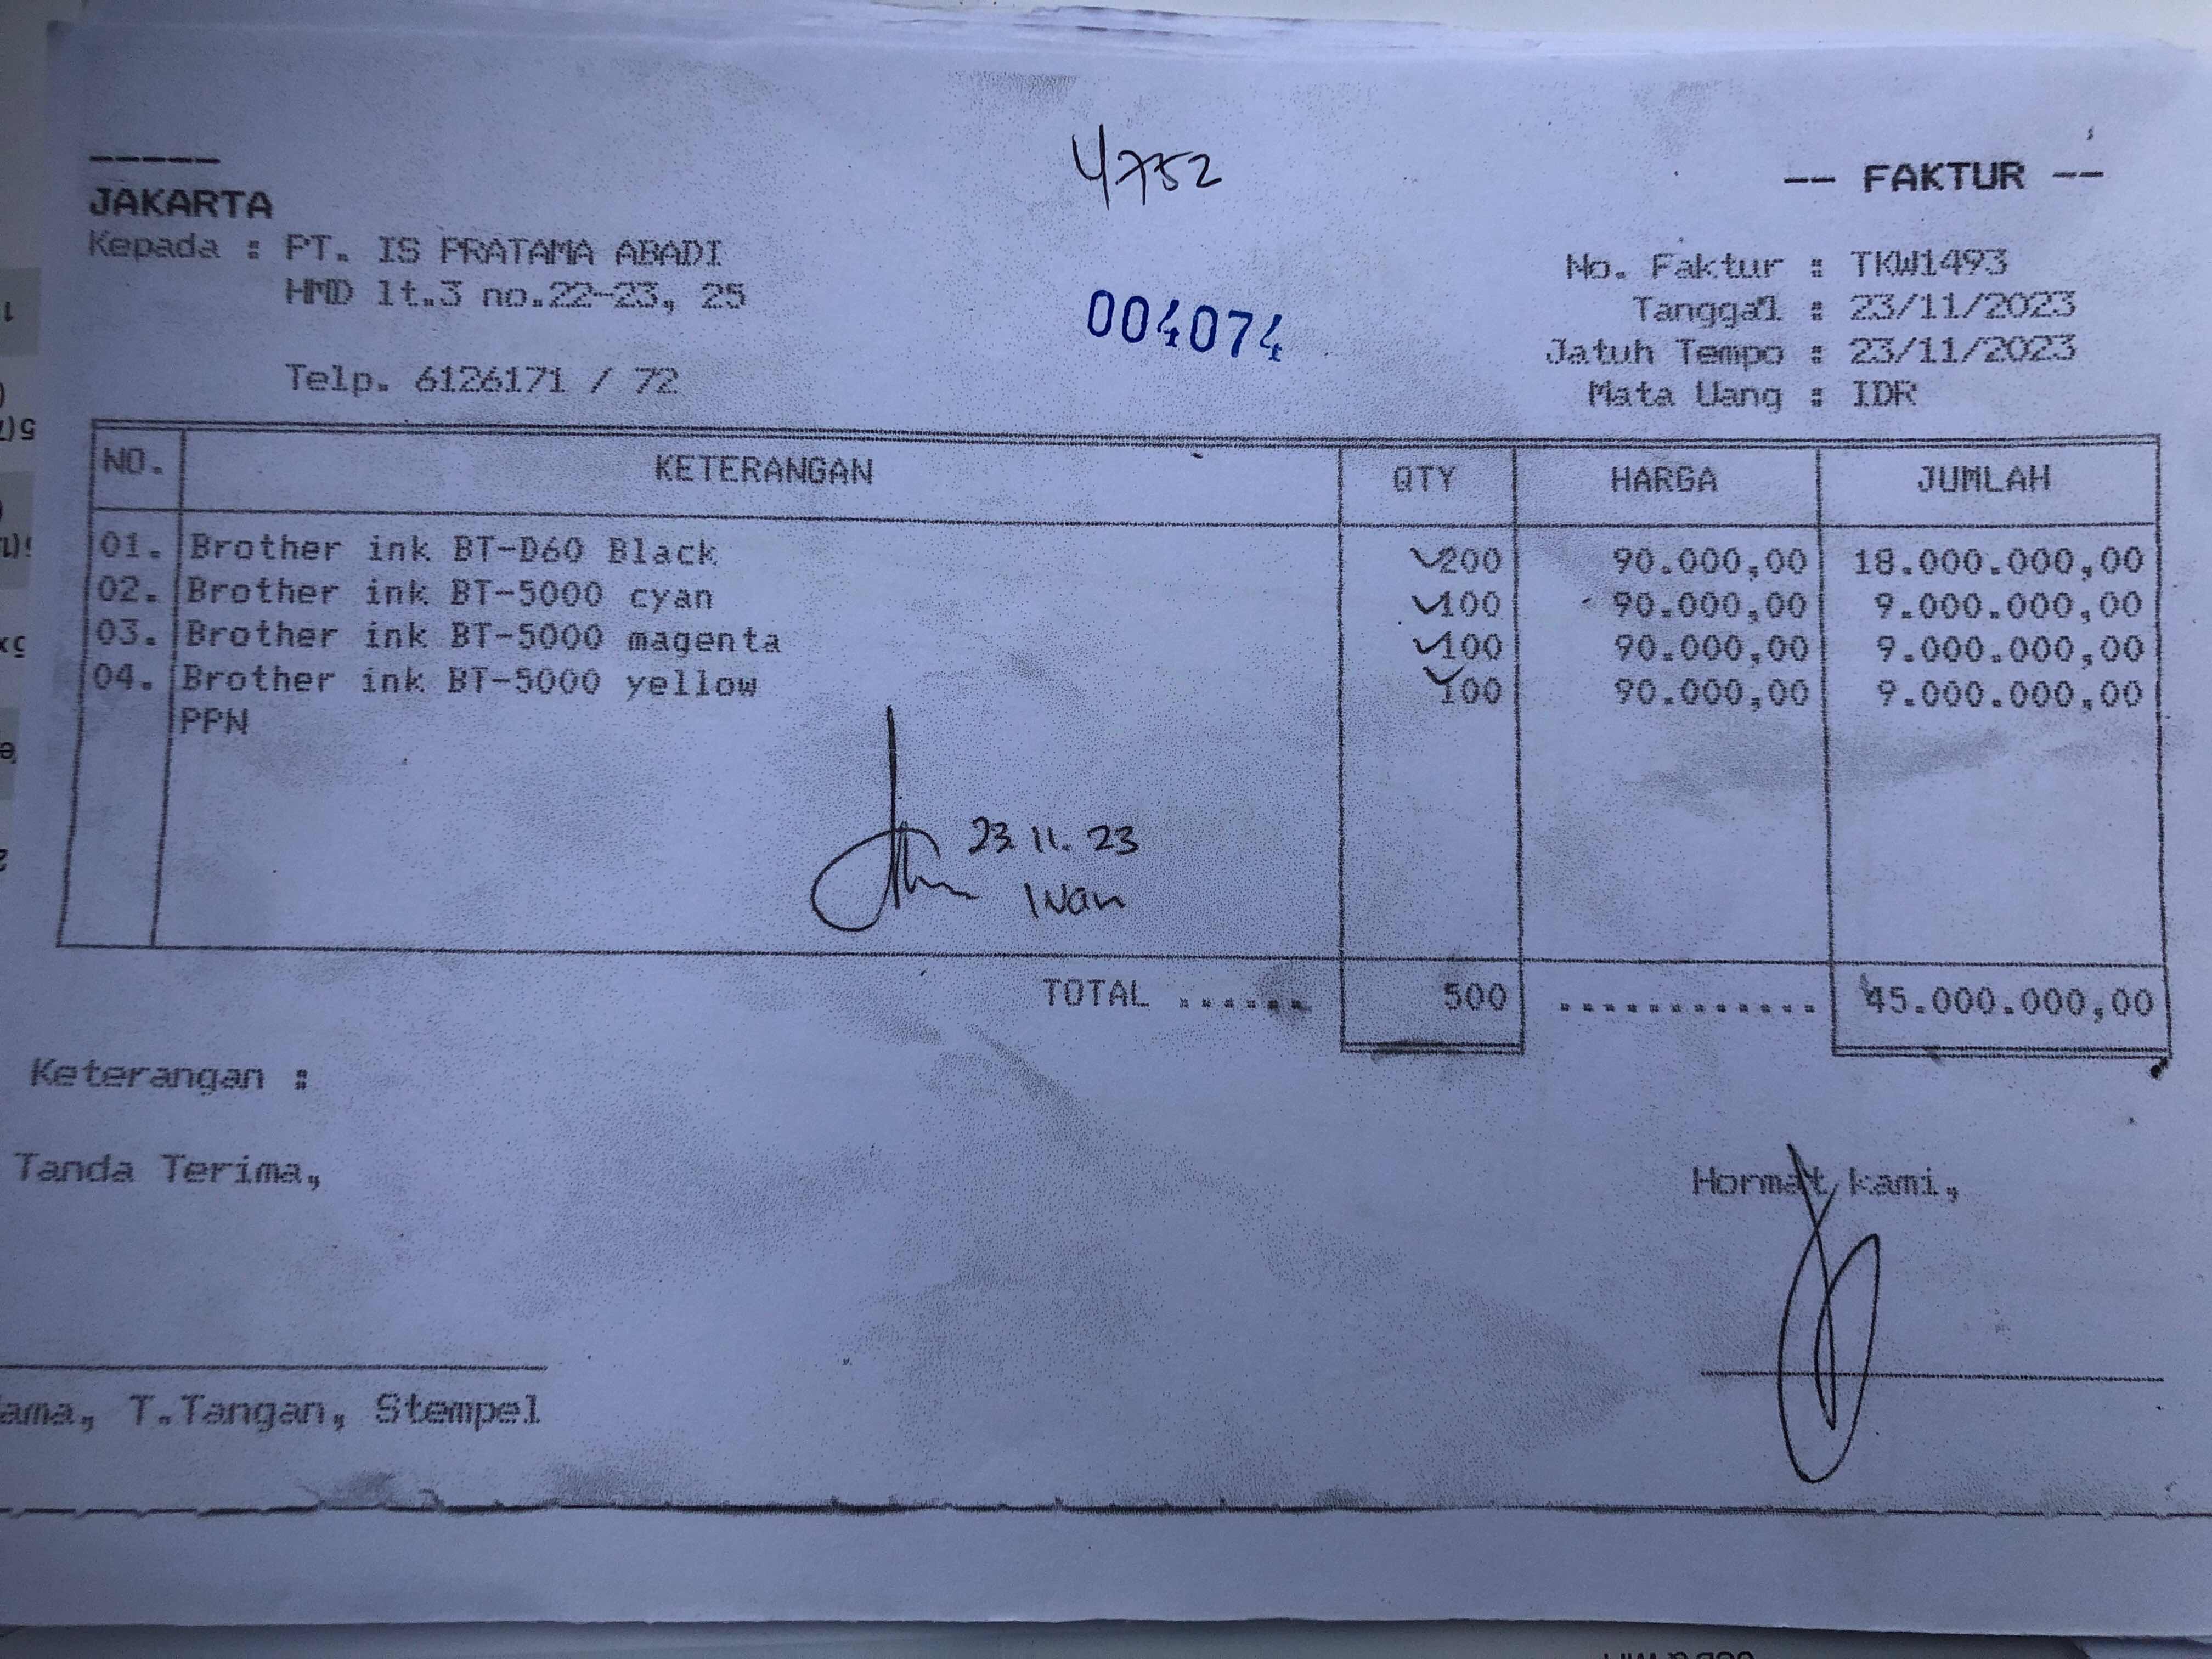 4752
-----
-- FAKTUR --
JAKARTA
Kepada : PT. IS PRATAMA ABADI
HMD lt.3 no.22-23, 25
Telp. 6126171 / 72
004074
No. Faktur : TKW1493
Tanggal : 23/11/2023
Jatuh Tempo : 23/11/2023
Mata Uang : IDR
NO. KETERANGAN QTY HARGA JUMLAH
01. Brother ink BT-D60 Black 200 90.000,00 18.000.000,00
02. Brother ink BT-5000 cyan 100 90.000,00 9.000.000,00
03. Brother ink BT-5000 magenta 100 90.000,00 9.000.000,00
04. Brother ink BT-5000 yellow 100 90.000,00 9.000.000,00
PPN
23.11.23
Iwan
TOTAL ...... 500 ............ 45.000.000,00
Keterangan :
Tanda Terima,
Hormat kami,
ama, T.Tangan, Stempel